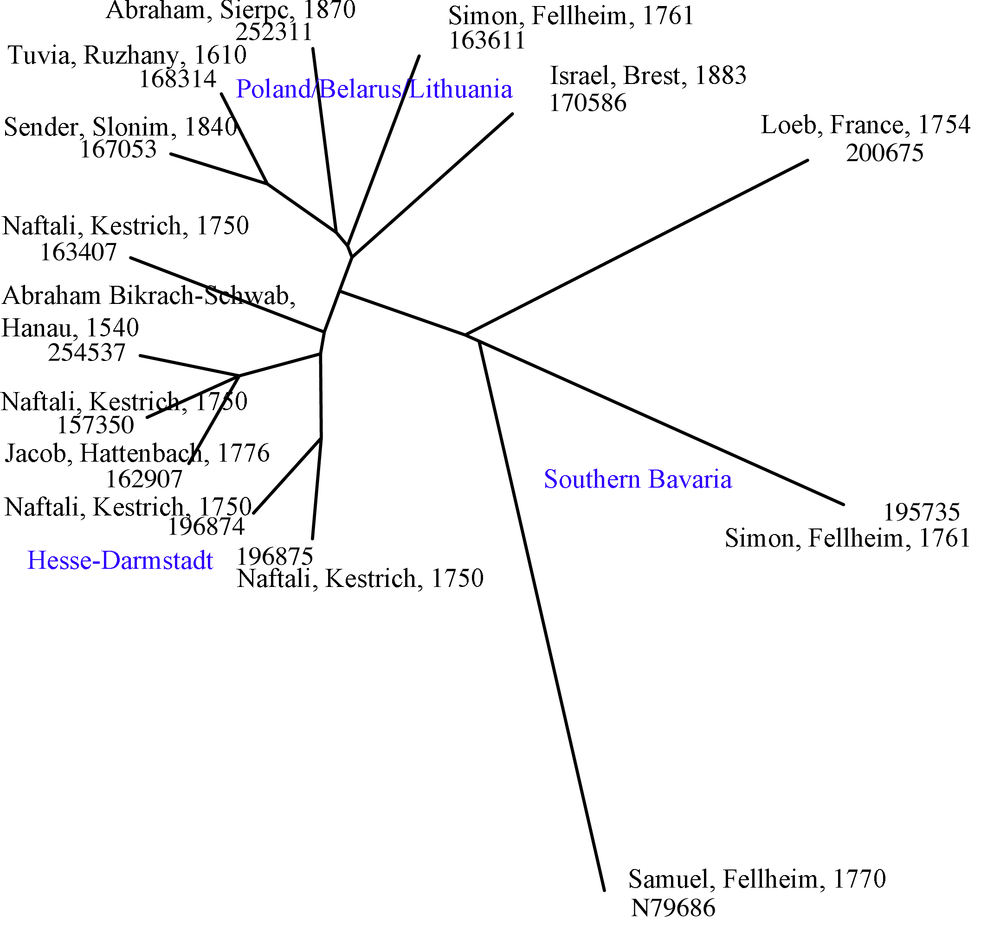 Abraham, Sierpc, 1870
252311
Simon, Fellheim, 1761
163611
Tuvia, Ruzhany, 1610
168314
Poland/Belarus/Lithuania
Israel, Brest, 1883
170586
Loeb, France, 1754
200675
Sender, Slonim, 1840
167053
Naftali, Kestrich, 1750
163407
Abraham Bikrach-Schwab,
Hanau, 1540
254537
Naftali, Kestrich, 1750
157350
Jacob, Hattenbach, 1776
162907
Naftali, Kestrich, 1750
196874
Hesse-Darmstadt
196875
Naftali, Kestrich, 1750
Southern Bavaria
195735
Simon, Fellheim, 1761
Samuel, Fellheim, 1770
N79686